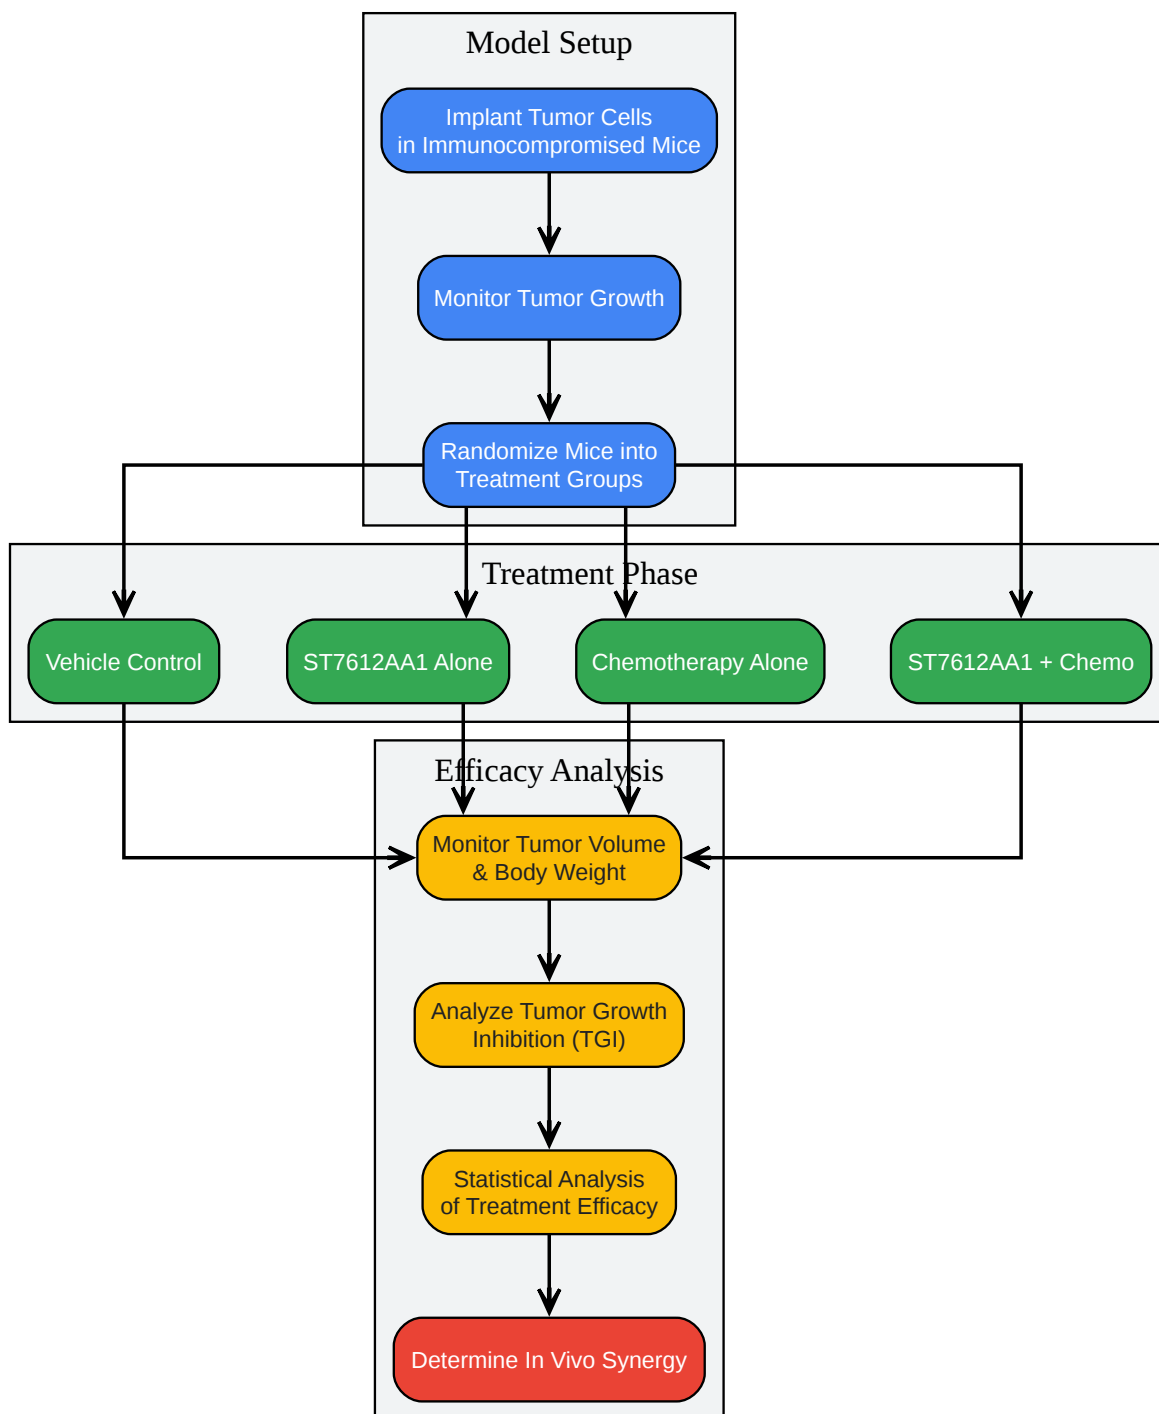 Model Setup
Implant Tumor Cells
in Immunocompromised Mice
Monitor Tumor Growth
Randomize Mice into
Treatment Groups
Treatment Phase
Vehicle Control
ST7612AA1 Alone
Chemotherapy Alone
ST7612AA1 + Chemo
Efficacy Analysis
Monitor Tumor Volume
& Body Weight
Analyze Tumor Growth
Inhibition (TGI)
Statistical Analysis
of Treatment Efficacy
Determine In Vivo Synergy